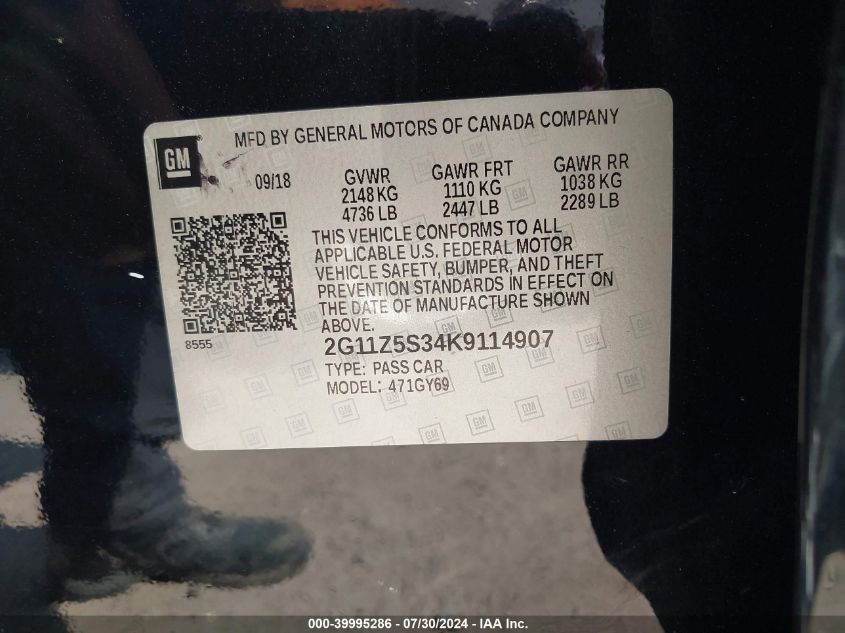 GM
MFD BY GENERAL MOTORS OF CANADA COMPANY
09/18
GVWR GAWR FRT GAWR RR
2148 KG 1110 KG 1038 KG
4736 LB 2447 LB 2289 LB
THIS VEHICLE CONFORMS TO ALL
APPLICABLE U.S. FEDERAL MOTOR
VEHICLE SAFETY, BUMPER, AND THEFT
PREVENTION STANDARDS IN EFFECT ON
THE DATE OF MANUFACTURE SHOWN
ABOVE.
8555
2G11Z5S34K9114907
TYPE: PASS CAR
MODEL: 471GY69
000-39995286 - 07/30/2024 - IAA Inc.